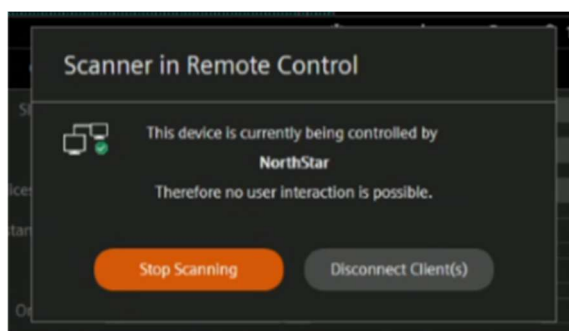 Scanner in Remote Control
This device is currently being controlled by
NorthStar
Therefore no user interaction is possible.
Stop Scanning
Disconnect Client(s)